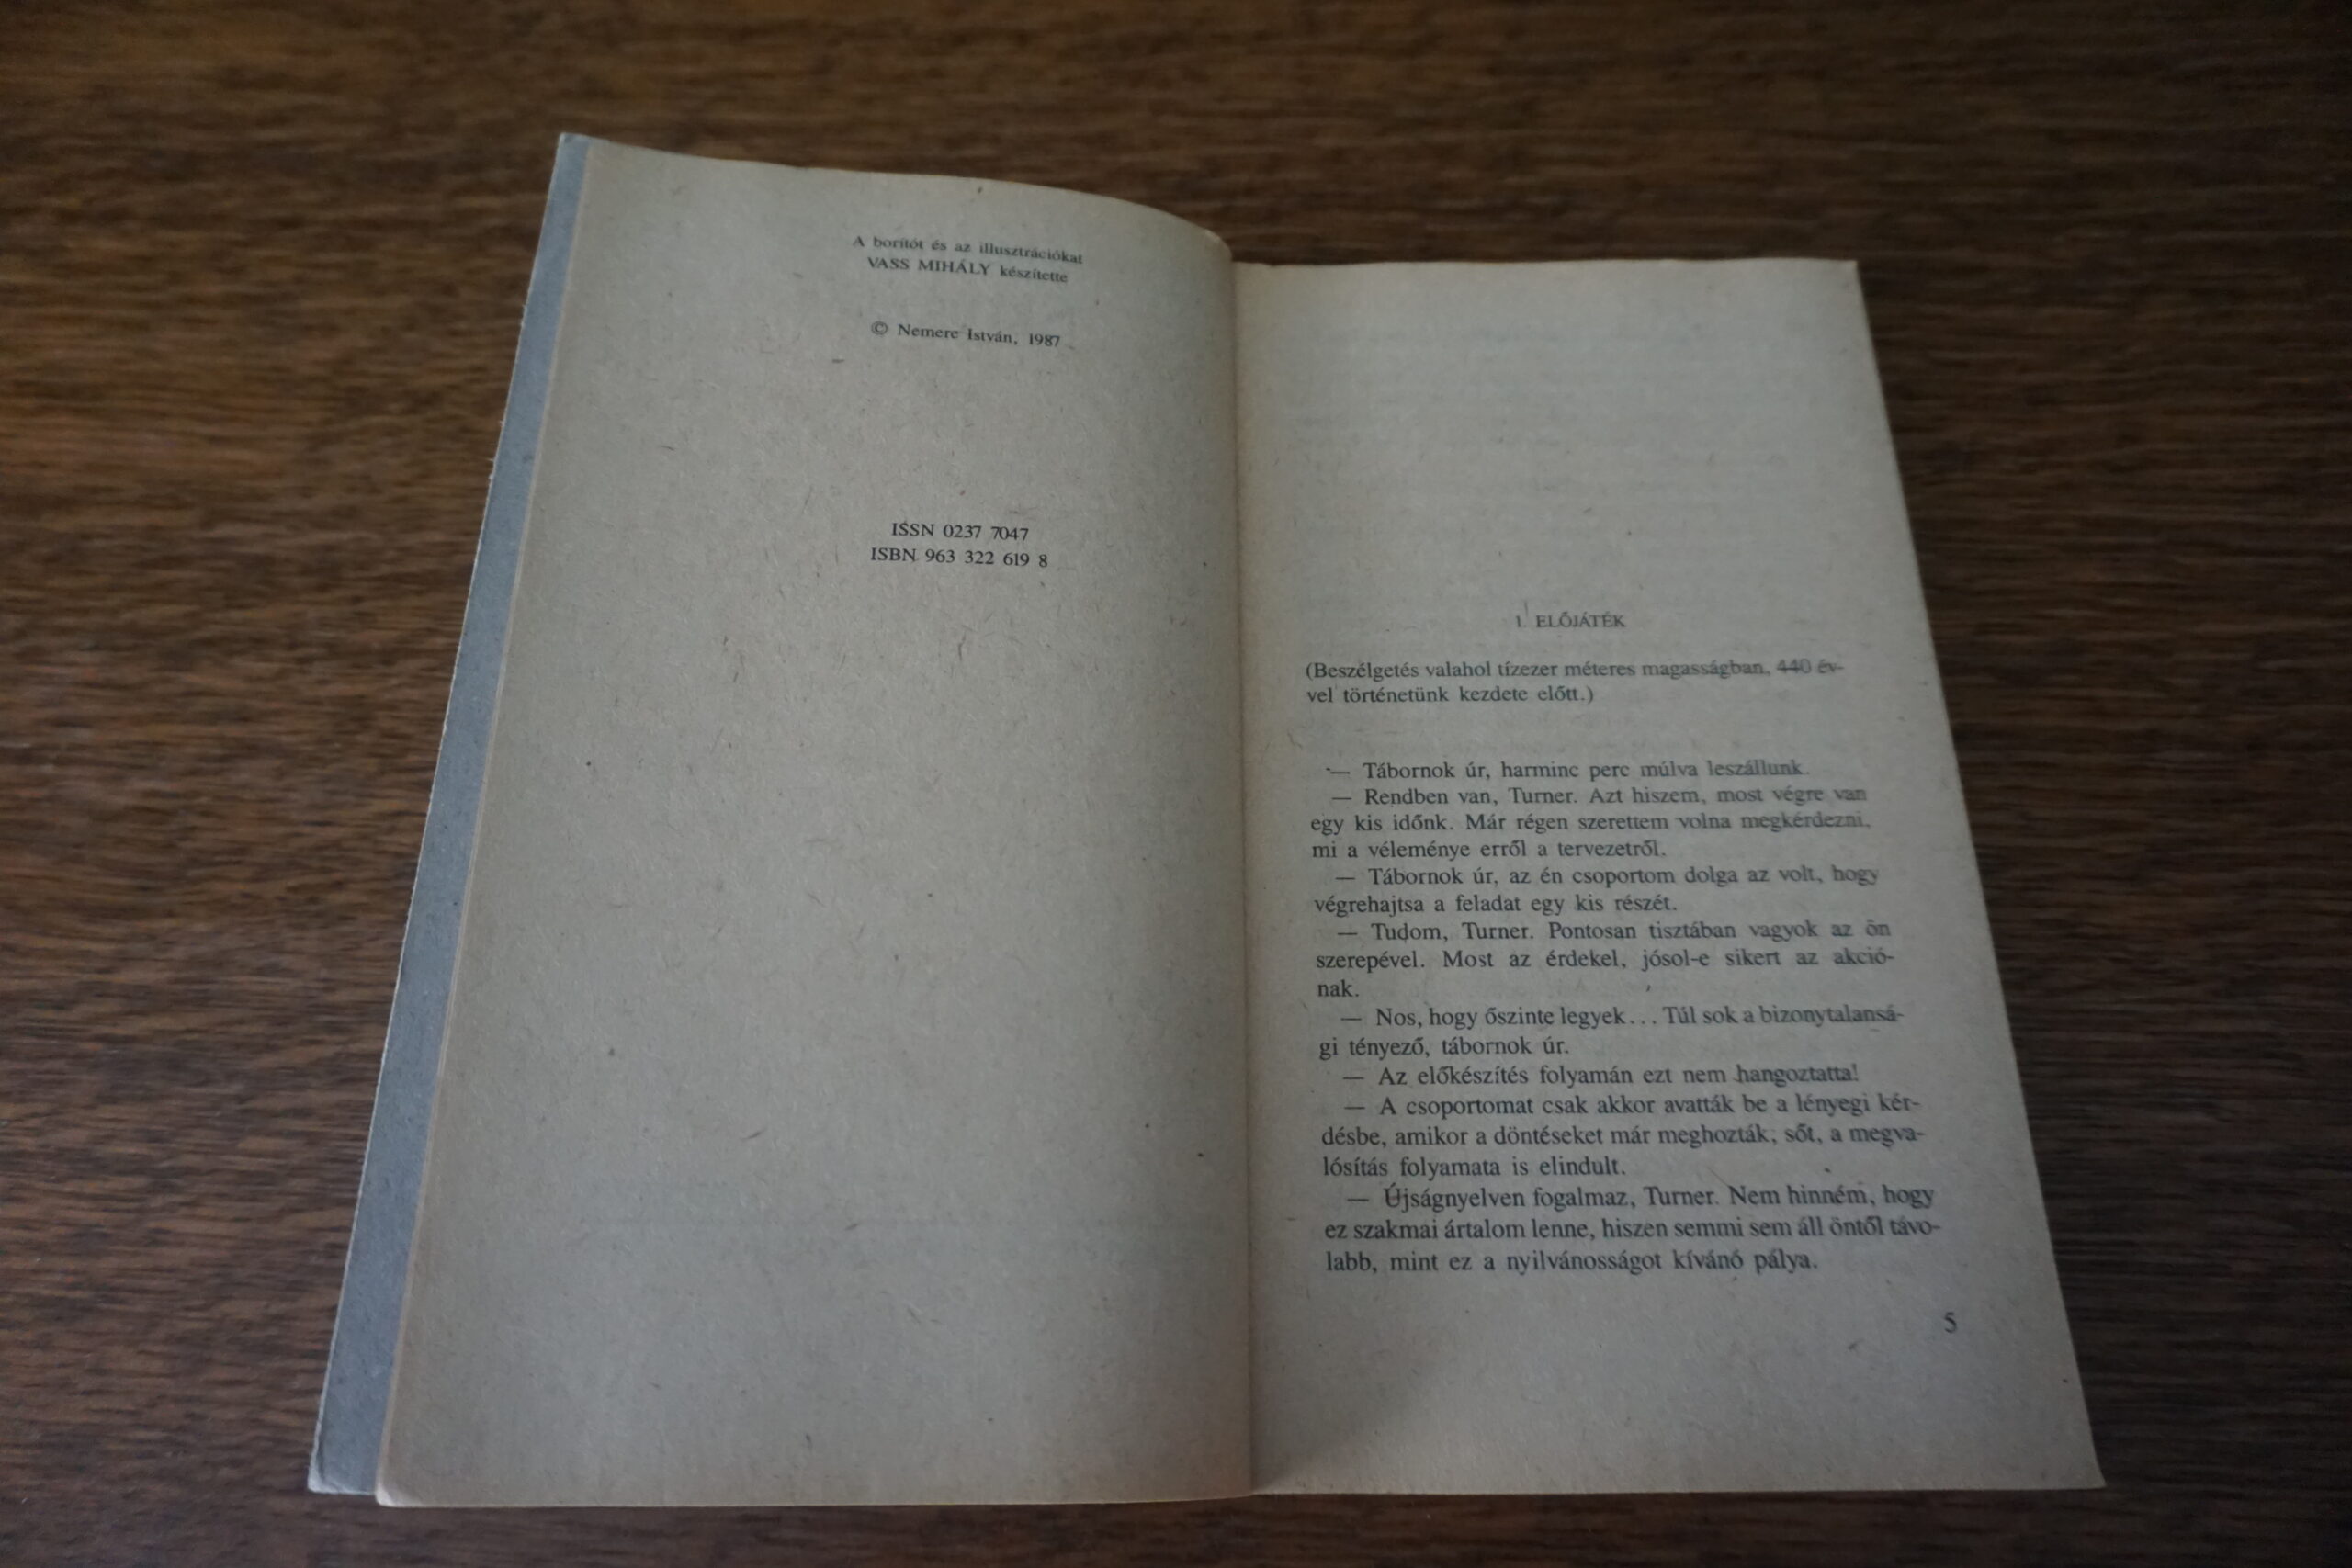 A borítót és az illusztrációkat
VASS MIHÁLY készítette
© Nemere István, 1987
ISSN 0237 7047
ISBN 963 322 619 8
1. ELŐJÁTÉK
(Beszélgetés valahol tízezer méteres magasságban, 440 év-
vel történetünk kezdete előtt.)
— Tábornok úr, harminc perc múlva leszállunk.
— Rendben van, Turner. Azt hiszem, most végre van
egy kis időnk. Már régen szerettem volna megkérdezni,
mi a véleménye erről a tervezetről.
— Tábornok úr, az én csoportom dolga az volt, hogy
végrehajtsa a feladat egy kis részét.
— Tudom, Turner. Pontosan tisztában vagyok az ön
szerepével. Most az érdekel, jósol-e sikert az akció-
nak.
— Nos, hogy őszinte legyek... Túl sok a bizonytalansá-
gi tényező, tábornok úr.
— Az előkészítés folyamán ezt nem hangoztatta!
— A csoportomat csak akkor avatták be a lényegi kér-
désbe, amikor a döntéseket már meghozták, sőt, a megva-
lósítás folyamata is elindult.
— Újságnyelven fogalmaz, Turner. Nem hinném, hogy
ez szakmai ártalom lenne, hiszen semmi sem áll öntől távo-
labb, mint ez a nyilvánosságot kívánó pálya.
5